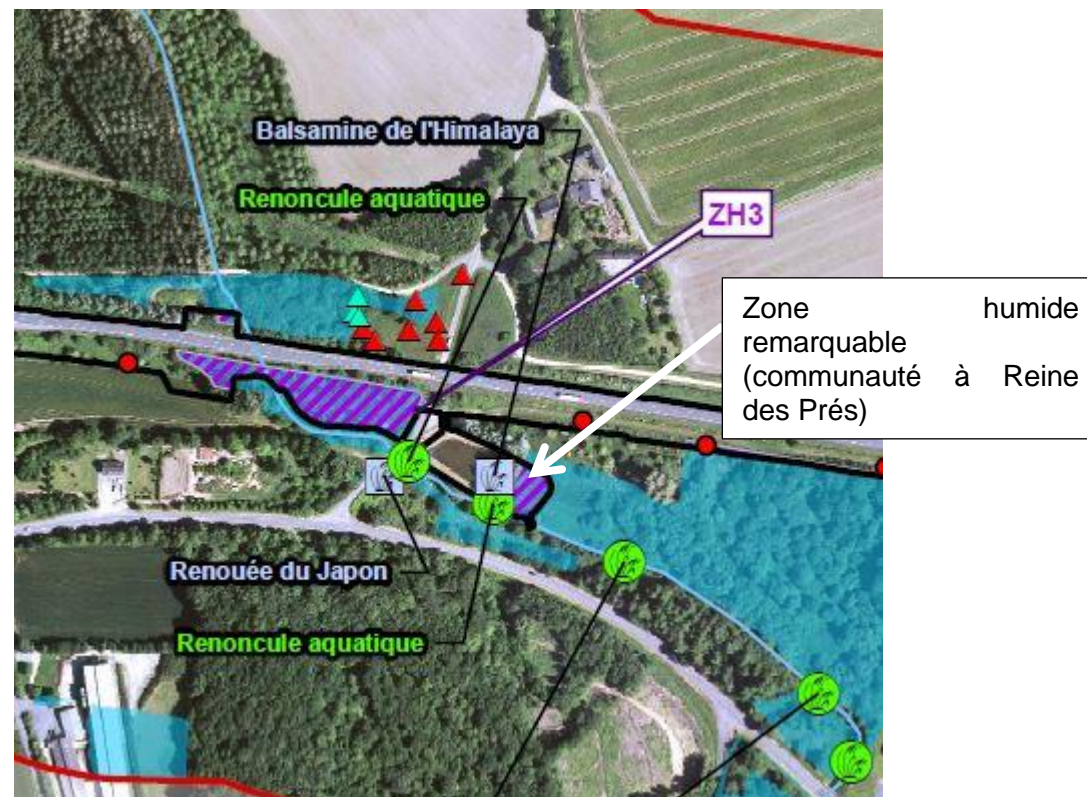 Balsamine de l'Himalaya
Renoncule aquatique
ZH3
Zone humide
remarquable
(communauté à Reine
des Prés)
Renouée du Japon
Renoncule aquatique